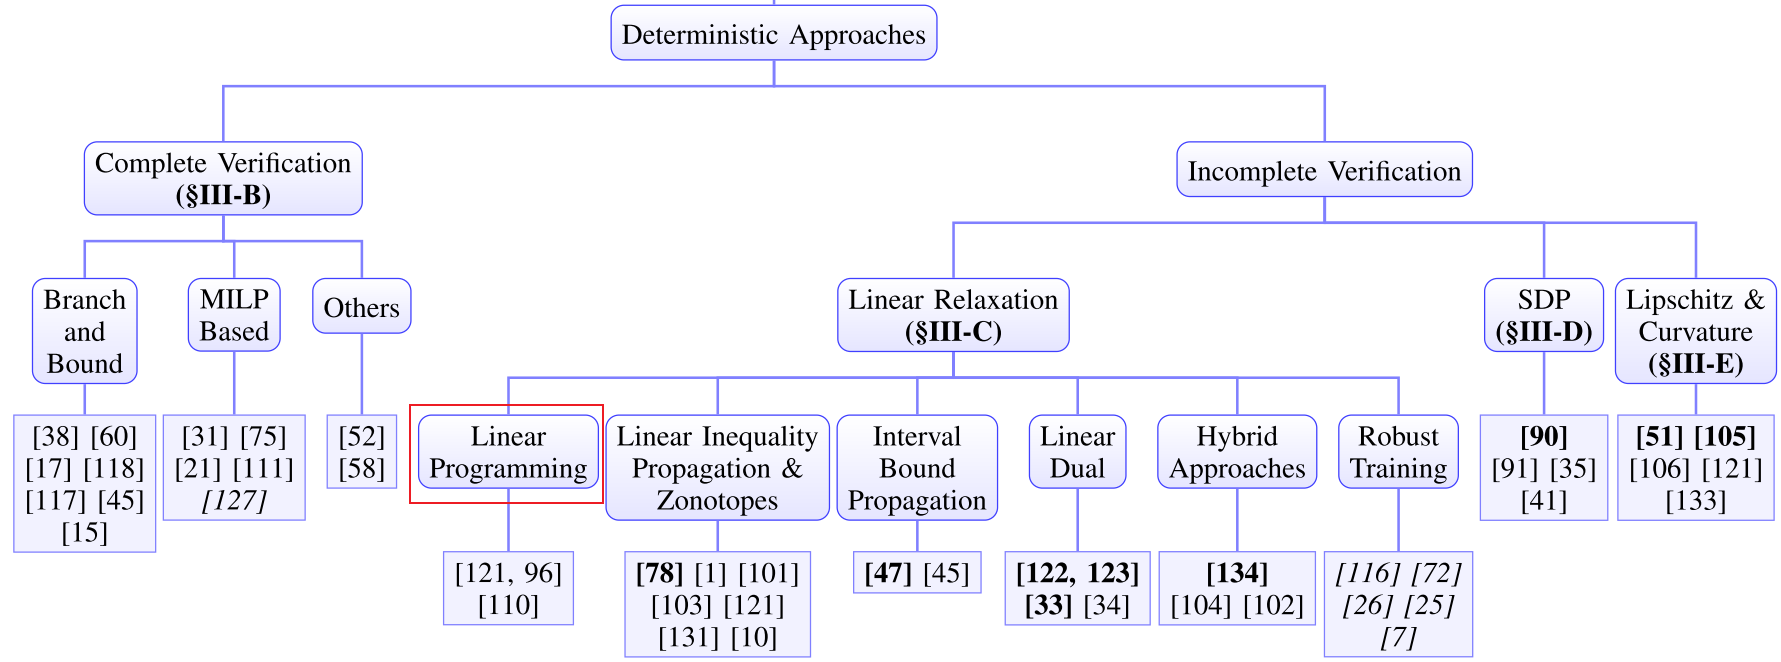 Deterministic Approaches
Complete Verification
(§III-B)
Incomplete Verification
Branch
and
Bound
MILP
Based
Others
Linear Relaxation
(§III-C)
SDP
(§III-D)
Lipschitz &
Curvature
(§III-E)
[38] [60]
[17] [118]
[117] [45]
[15]
[31] [75]
[21] [111]
[127]
[52]
[58]
Linear
Programming
Linear Inequality
Propagation &
Zonotopes
Interval
Bound
Propagation
Linear
Dual
Hybrid
Approaches
Robust
Training
[90]
[91] [35]
[41]
[51] [105]
[106] [121]
[133]
[121, 96]
[110]
[78] [1] [101]
[103] [121]
[131] [10]
[47] [45]
[122, 123]
[33] [34]
[134]
[104] [102]
[116] [72]
[26] [25]
[7]